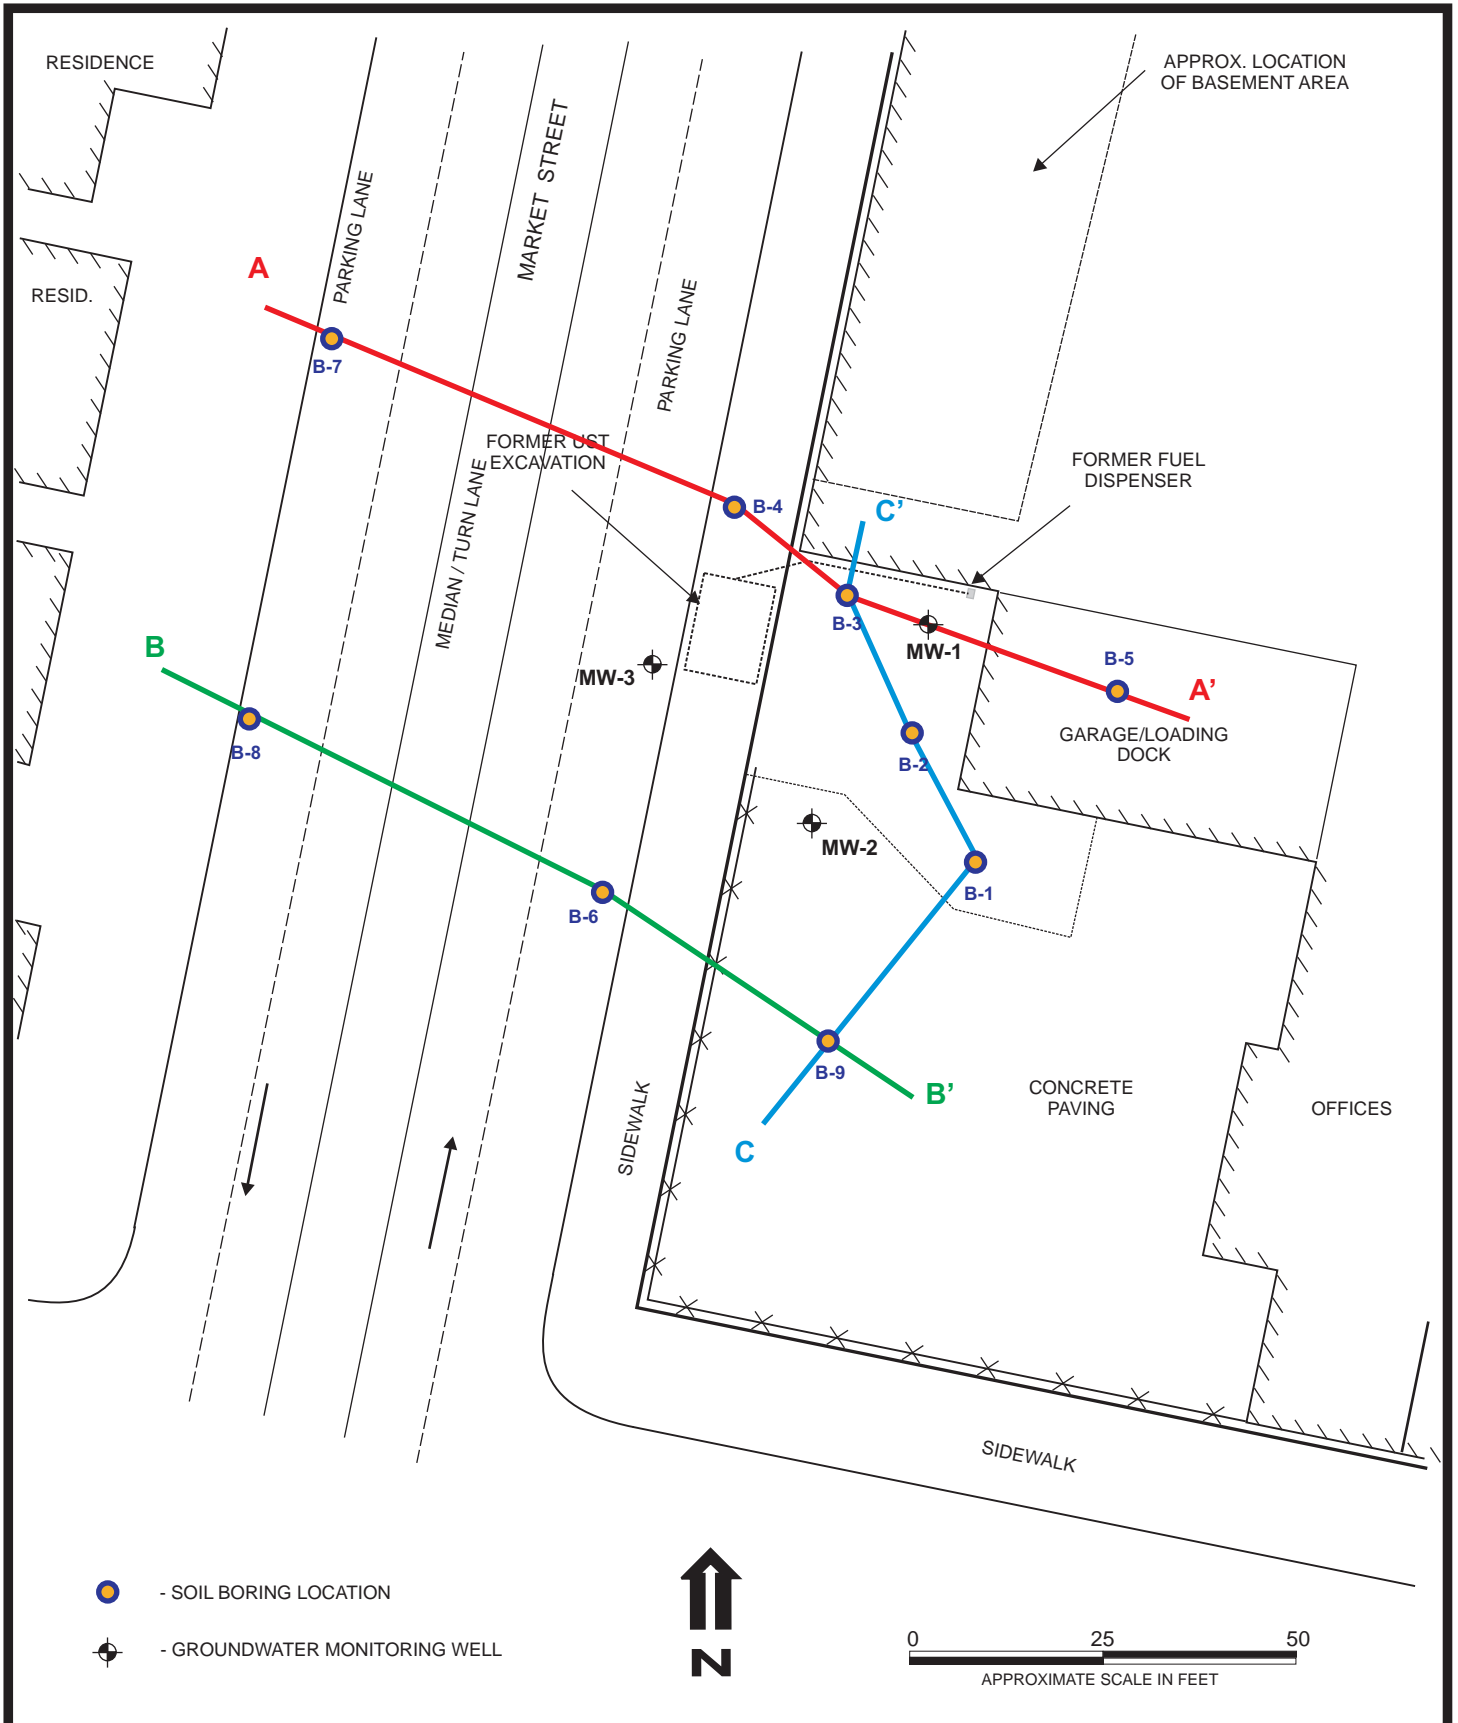 RESIDENCE
APPROX. LOCATION
OF BASEMENT AREA
MARKET STREET
PARKING LANE
A
RESID.
PARKING LANE
B-7
FORMER UST
EXCAVATION
FORMER FUEL
DISPENSER
B-4
C’
MEDIAN / TURN LANE
B-3
MW-1
B
MW-3
B-5
A’
GARAGE/LOADING
DOCK
B-8
B-2
MW-2
B-1
B-6
B-9
B’
CONCRETE
PAVING
OFFICES
SIDEWALK
C
SIDEWALK
- SOIL BORING LOCATION
- GROUNDWATER MONITORING WELL
N
0 25 50
APPROXIMATE SCALE IN FEET